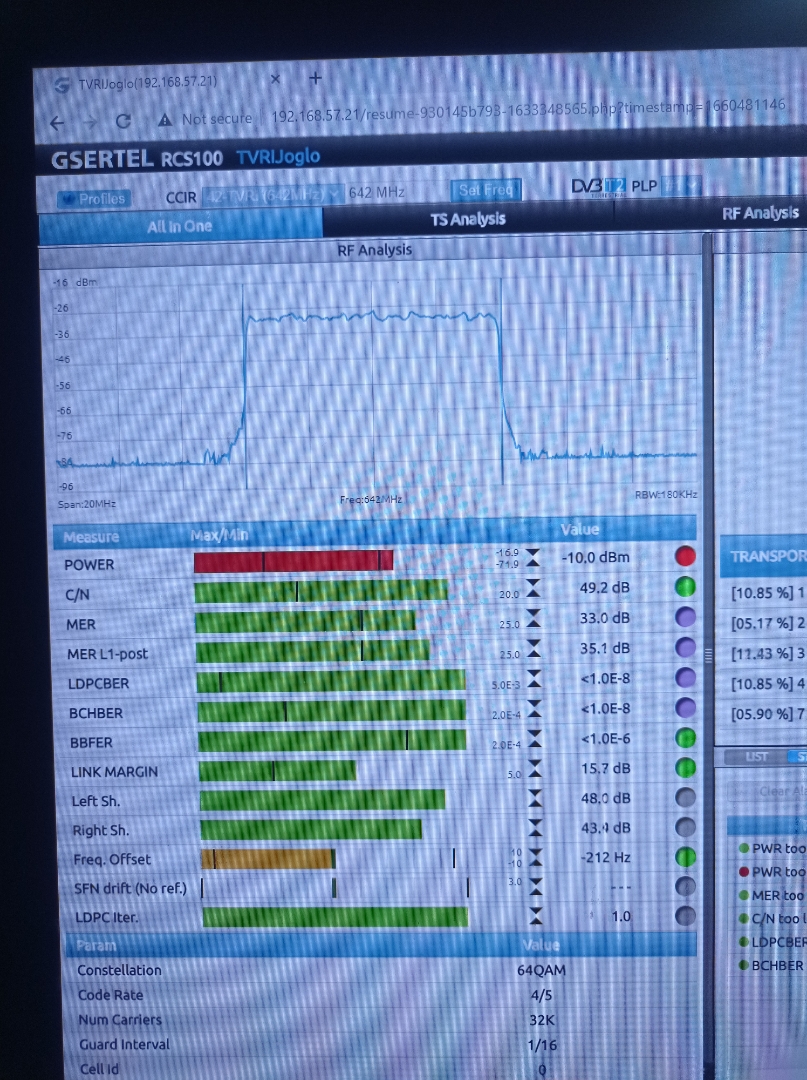 TVRIJoglo(192.168.57.21) × +
Not secure 192.168.57.21/resume-930145b793-1633348565.php?timestamp=1660481146
GSERTEL RCS100 TVRIJoglo
Profiles CCIR 42-TVRI (642MHz) 642 MHz Set Freq DVB T2 PLP
All in One TS Analysis RF Analysis
RF Analysis
-16 dBm
-26
-36
-46
-56
-66
-76
-84
-96
Span:20MHz Freq:642MHz RBW:180KHz
Measure Max/Min Value
POWER -16.9 -71.9 -10.0 dBm
C/N 20.0 49.2 dB
MER 25.0 33.0 dB
MER L1-post 25.0 35.1 dB
LDPCBER 5.0E-3 <1.0E-8
BCHBER 2.0E-4 <1.0E-8
BBFER 2.0E-4 <1.0E-6
LINK MARGIN 5.0 15.7 dB
Left Sh. 48.0 dB
Right Sh. 43.4 dB
Freq. Offset 10 -10 -212 Hz
SFN drift (No ref.) 3.0 ---
LDPC Iter. 1.0
Param Value
Constellation 64QAM
Code Rate 4/5
Num Carriers 32K
Guard Interval 1/16
Cell Id 0
TRANSPOR
[10.85 %] 1
[05.17 %] 2
[11.43 %] 3
[10.85 %] 4
[05.90 %] 7
LIST
Clear Al
PWR too
PWR too
MER too
C/N too l
LDPCBER
BCHBER